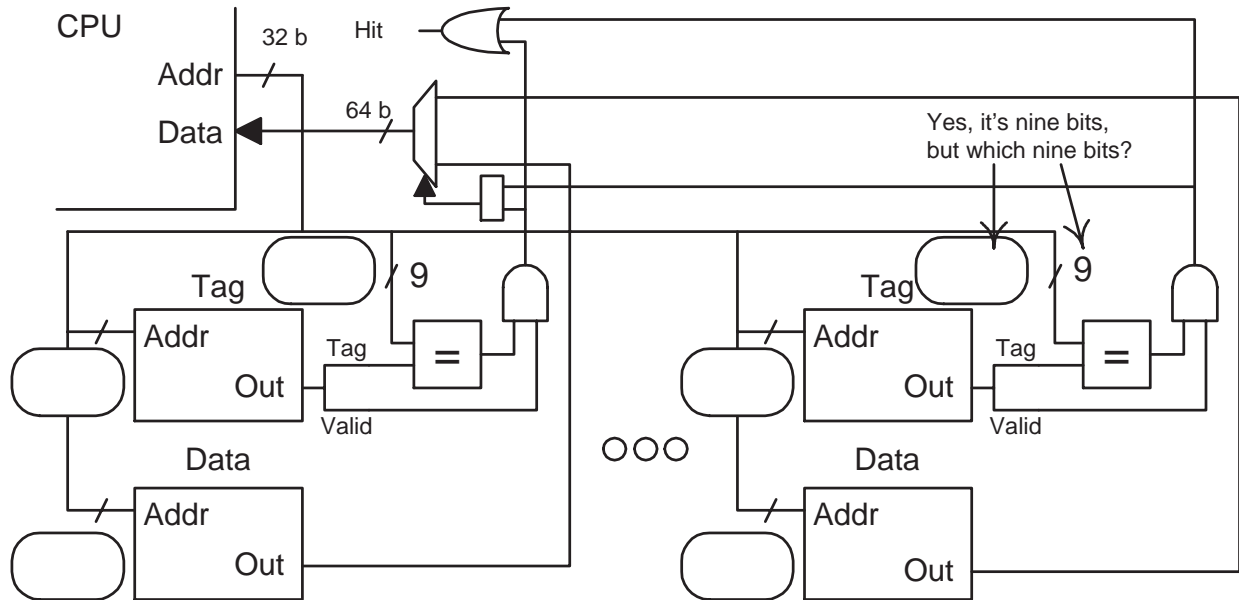 CPU
32 b
Hit
Addr
64 b
Data
Yes, it’s nine bits,
but which nine bits?
9
9
Tag
Tag
Addr
Tag
=
Out
Valid
Addr
Tag
=
Out
Valid
Data
Data
Addr
Out
Addr
Out